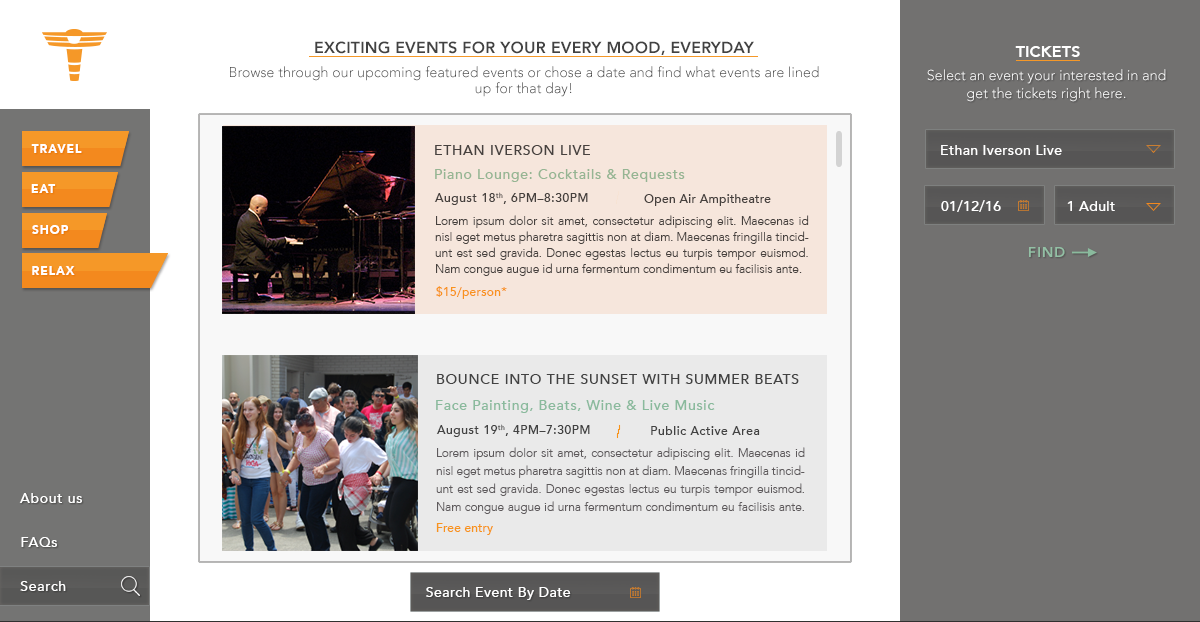 EXCITING EVENTS FOR YOUR EVERY MOOD, EVERYDAY
Browse through our upcoming featured events or chose a date and find what events are lined
up for that day!
TRAVEL
EAT
SHOP
RELAX
About us
FAQs
Search
ETHAN IVERSON LIVE
Piano Lounge: Cocktails & Requests
August 18th, 6PM–8:30PM Open Air Ampitheatre
Lorem ipsum dolor sit amet, consectetur adipiscing elit. Maecenas id
nisl eget metus pharetra sagittis non at diam. Maecenas fringilla tincid-
unt est sed gravida. Donec egestas lectus eu turpis tempor euismod.
Nam congue augue id urna fermentum condimentum eu facilisis ante.
$15/person*
BOUNCE INTO THE SUNSET WITH SUMMER BEATS
Face Painting, Beats, Wine & Live Music
August 19th, 4PM–7:30PM / Public Active Area
Lorem ipsum dolor sit amet, consectetur adipiscing elit. Maecenas id
nisl eget metus pharetra sagittis non at diam. Maecenas fringilla tincid-
unt est sed gravida. Donec egestas lectus eu turpis tempor euismod.
Nam congue augue id urna fermentum condimentum eu facilisis ante.
Free entry
Search Event By Date
TICKETS
Select an event your interested in and
get the tickets right here.
Ethan Iverson Live
01/12/16
1 Adult
FIND